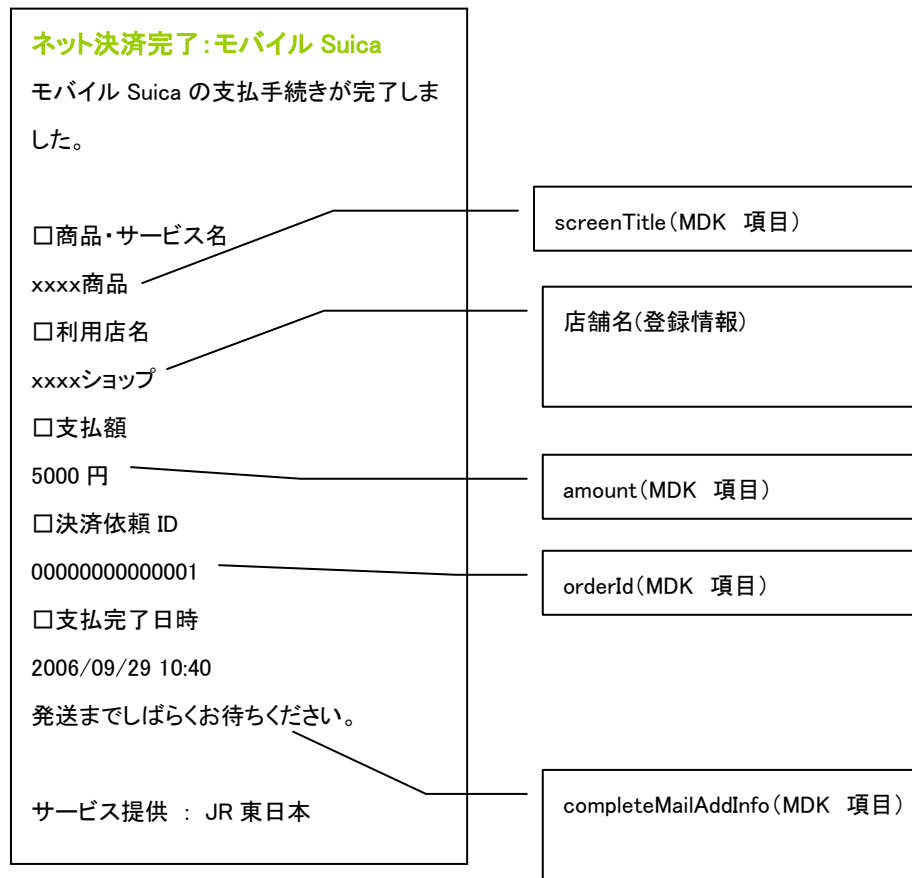 ネット決済完了：モバイル Suica
モバイル Suica の支払手続きが完了しま
した。
□商品・サービス名
xxxx商品
□利用店名
xxxxショップ
□支払額
5000 円
□決済依頼 ID
00000000000001
□支払完了日時
2006/09/29 10:40
発送までしばらくお待ちください。
サービス提供 ： JR 東日本
screenTitle（MDK 項目）
店舗名(登録情報)
amount（MDK 項目）
orderId（MDK 項目）
completeMailAddInfo（MDK 項目）